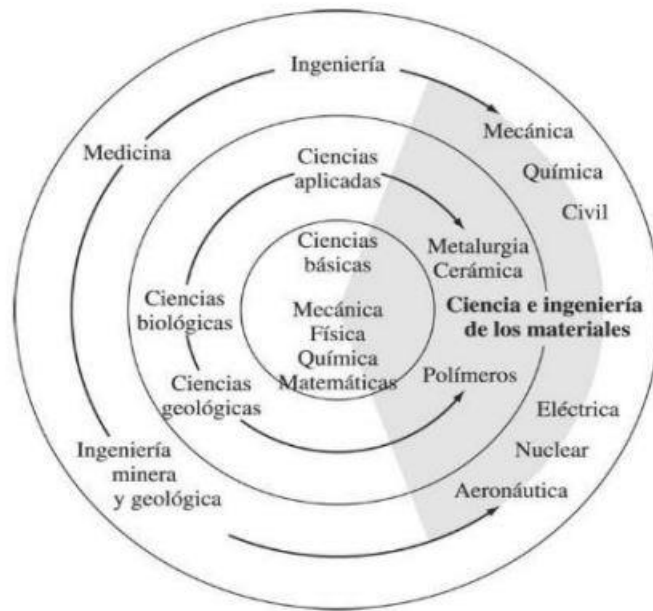 Ingeniería
Mecánica
Química
Civil
Medicina
Ciencias
aplicadas
Metalurgia
Cerámica
Ciencias
básicas
Mecánica
Física
Química
Matemáticas
Ciencias
biológicas
Ciencias
geológicas
Ciencia e ingeniería
de los materiales
Polímeros
Eléctrica
Nuclear
Aeronáutica
Ingeniería
minera
y geológica